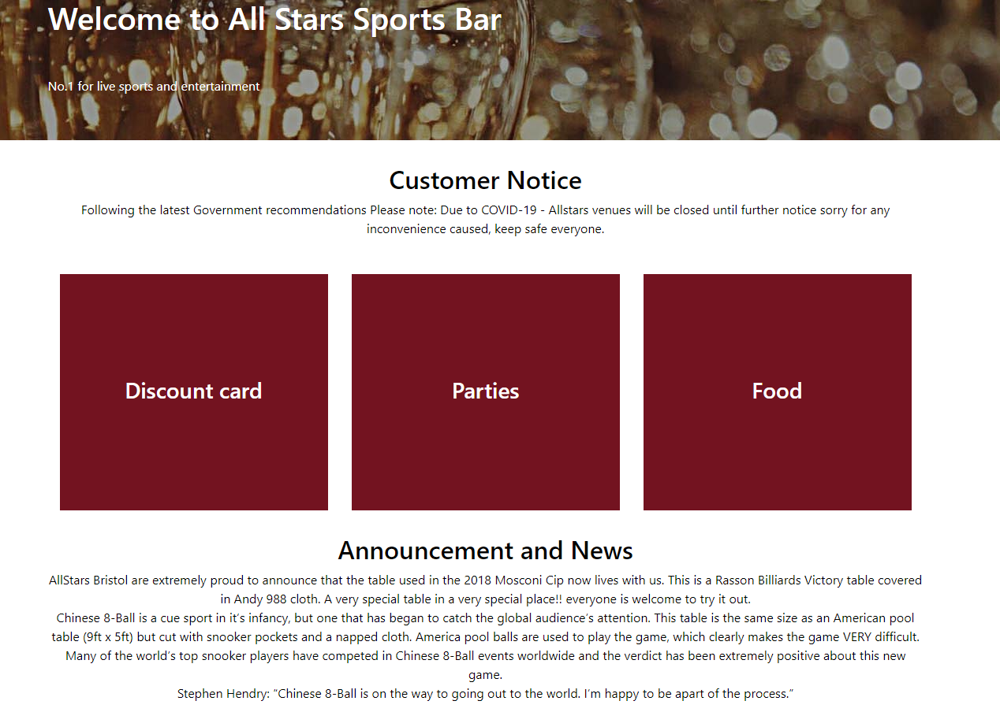 Welcome to All Stars Sports Bar
No.1 for live sports and entertainment
Customer Notice
Following the latest Government recommendations Please note: Due to COVID-19 - Allstars venues will be closed until further notice sorry for any
inconvenience caused, keep safe everyone.
Discount card
Parties
Food
Announcement and News
AllStars Bristol are extremely proud to announce that the table used in the 2018 Mosconi Cip now lives with us. This is a Rasson Billiards Victory table covered
in Andy 988 cloth. A very special table in a very special place!! everyone is welcome to try it out.
Chinese 8-Ball is a cue sport in it’s infancy, but one that has began to catch the global audience’s attention. This table is the same size as an American pool
table (9ft x 5ft) but cut with snooker pockets and a napped cloth. America pool balls are used to play the game, which clearly makes the game VERY difficult.
Many of the world’s top snooker players have competed in Chinese 8-Ball events worldwide and the verdict has been extremely positive about this new
game.
Stephen Hendry: “Chinese 8-Ball is on the way to going out to the world. I’m happy to be apart of the process.”